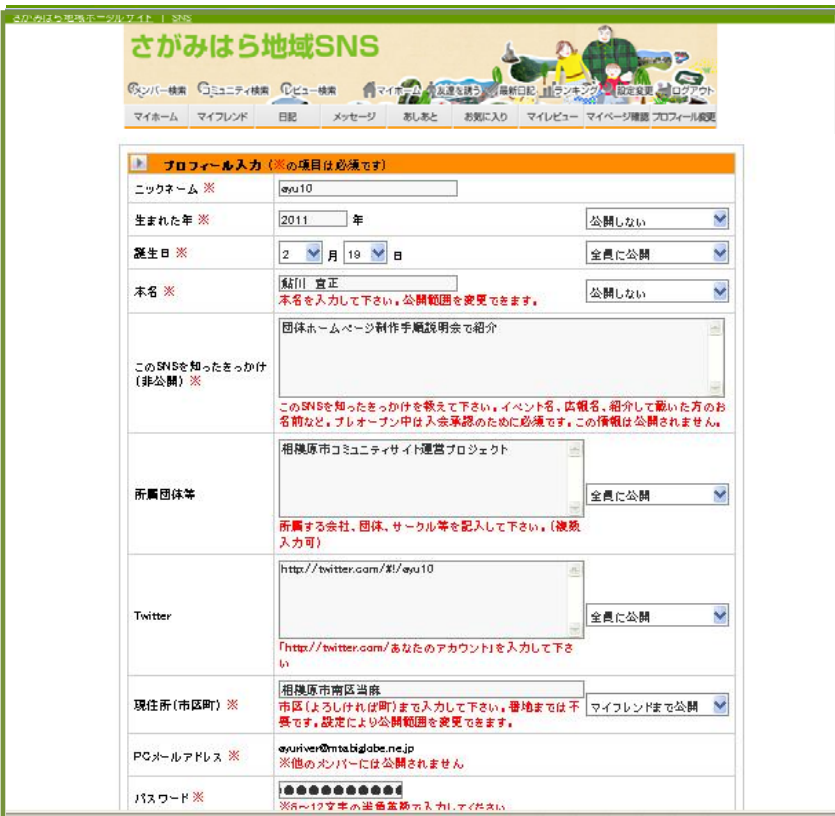 さがみはら地域ポータルサイト | SNS
さがみはら地域SNS
メンバー検索 コミュニティ検索 レビュー検索 マイホーム 友達を誘う 最新日記 ランキング 設定変更 ログアウト
マイホーム マイフレンド 日記 メッセージ あしあと お気に入り マイレビュー マイページ確認 プロフィール変更
プロフィール入力（※の項目は必須です）
ニックネーム ※ ayu10
生まれた年 ※ 2011 年 公開しない
誕生日 ※ 2 月 19 日 全員に公開
本名 ※ 鮎川 宣正 公開しない
本名を入力して下さい。公開範囲を変更できます。
団体ホームページ制作手順説明会で紹介
このSNSを知ったきっかけ
（非公開）※
このSNSを知ったきっかけを教えて下さい。イベント名、広報名、紹介して戴いた方のお
名前など。プレオープン中は入会承認のために必須です。この情報は公開されません。
相模原市コミュニティサイト運営プロジェクト
所属団体等 全員に公開
所属する会社、団体、サークル等を記入して下さい。（複数
入力可）
http://twitter.com/#!/ayu10
Twitter 全員に公開
「http://twitter.com/あなたのアカウント」を入力して下さ
い
相模原市南区当麻
現住所（市区町）※ 市区（よろしければ町）まで入力して下さい。番地までは不 マイフレンドまで公開
要です。設定により公開範囲を変更できます。
PCメールアドレス ※ ayuriver@mta.biglobe.ne.jp
※他のメンバーには公開されません
パスワード ※ ●●●●●●●●●●
※6～12文字の半角英数で入力してください